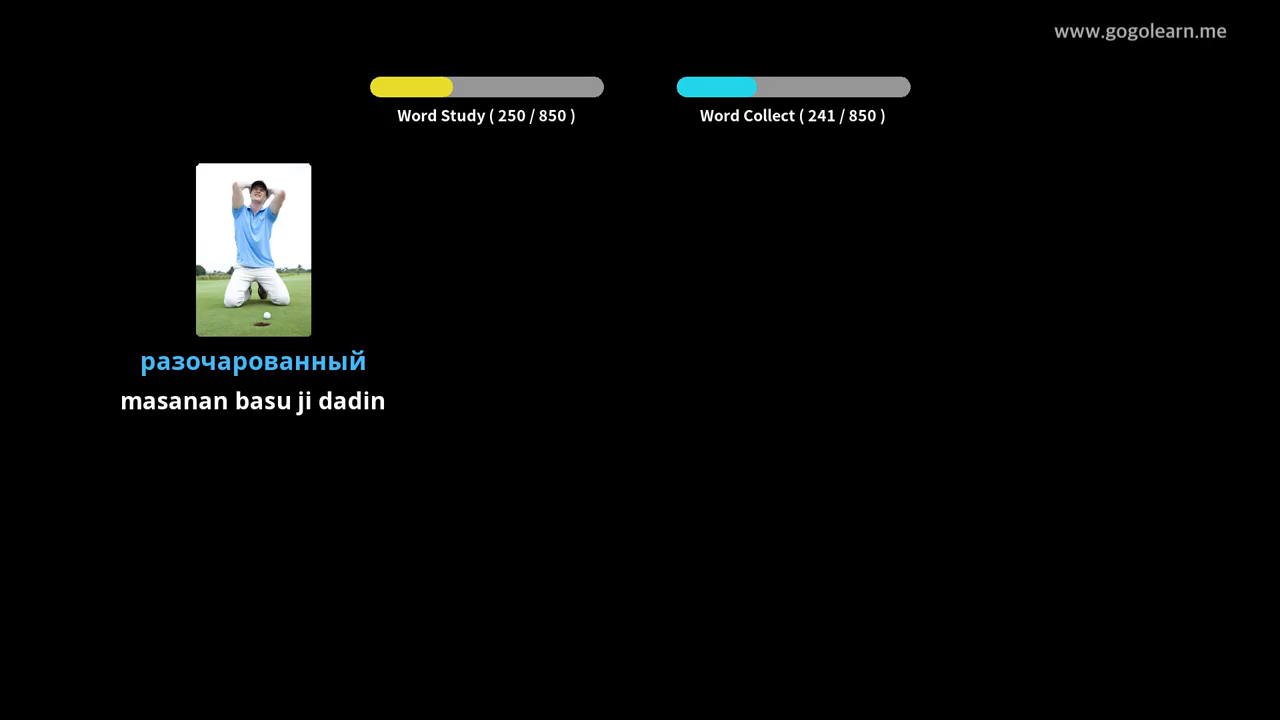 www.gogolearn.me
Word Study ( 250 / 850 )
Word Collect ( 241 / 850 )
разочарованный
masanan basu ji dadin